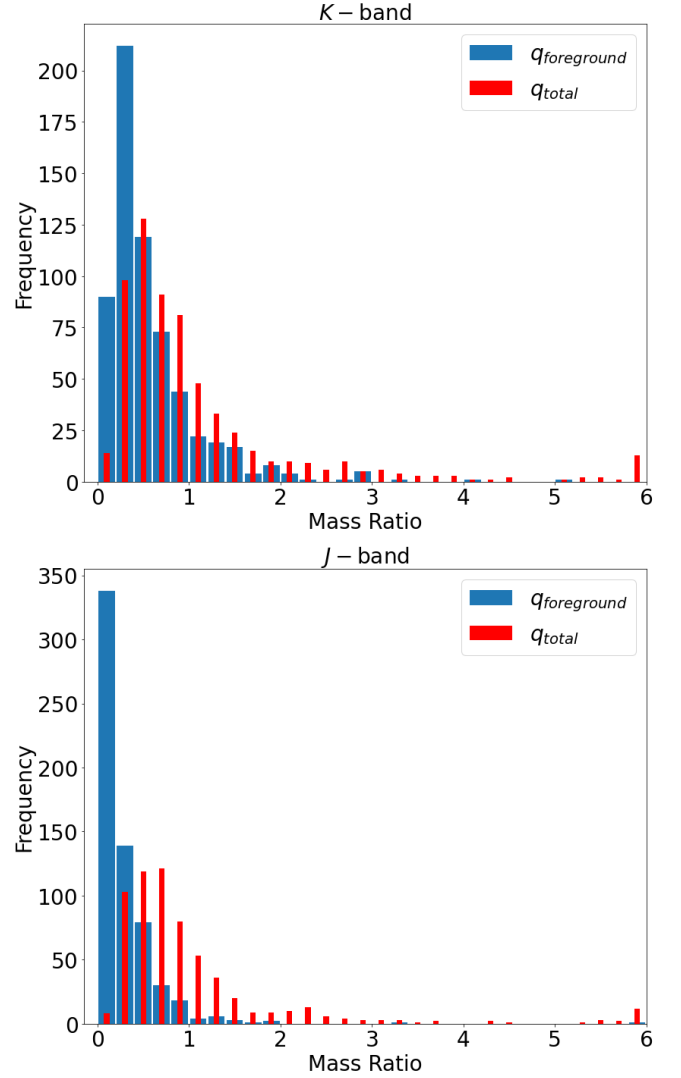 K − band
q_foreground
q_total
200
175
150
125
100
75
50
25
0
Frequency
0 1 2 3 4 5 6
Mass Ratio
J − band
q_foreground
q_total
350
300
250
200
150
100
50
0
Frequency
0 1 2 3 4 5 6
Mass Ratio